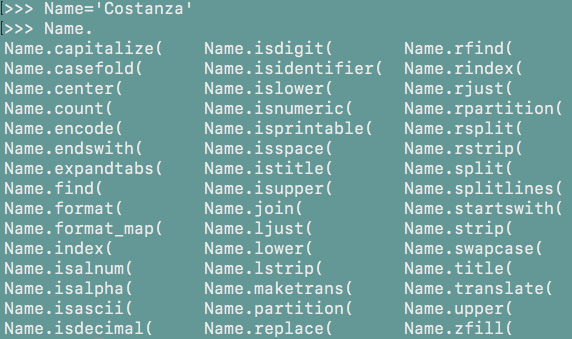 >>> Name='Costanza'
>>> Name.
Name.capitalize( Name.isdigit( Name.rfind(
Name.casefold( Name.isidentifier( Name.rindex(
Name.center( Name.islower( Name.rjust(
Name.count( Name.isnumeric( Name.rpartition(
Name.encode( Name.isprintable( Name.rsplit(
Name.endswith( Name.isspace( Name.rstrip(
Name.expandtabs( Name.istitle( Name.split(
Name.find( Name.isupper( Name.splitlines(
Name.format( Name.join( Name.startswith(
Name.format_map( Name.ljust( Name.strip(
Name.index( Name.lower( Name.swapcase(
Name.isalnum( Name.lstrip( Name.title(
Name.isalpha( Name.maketrans( Name.translate(
Name.isascii( Name.partition( Name.upper(
Name.isdecimal( Name.replace( Name.zfill(